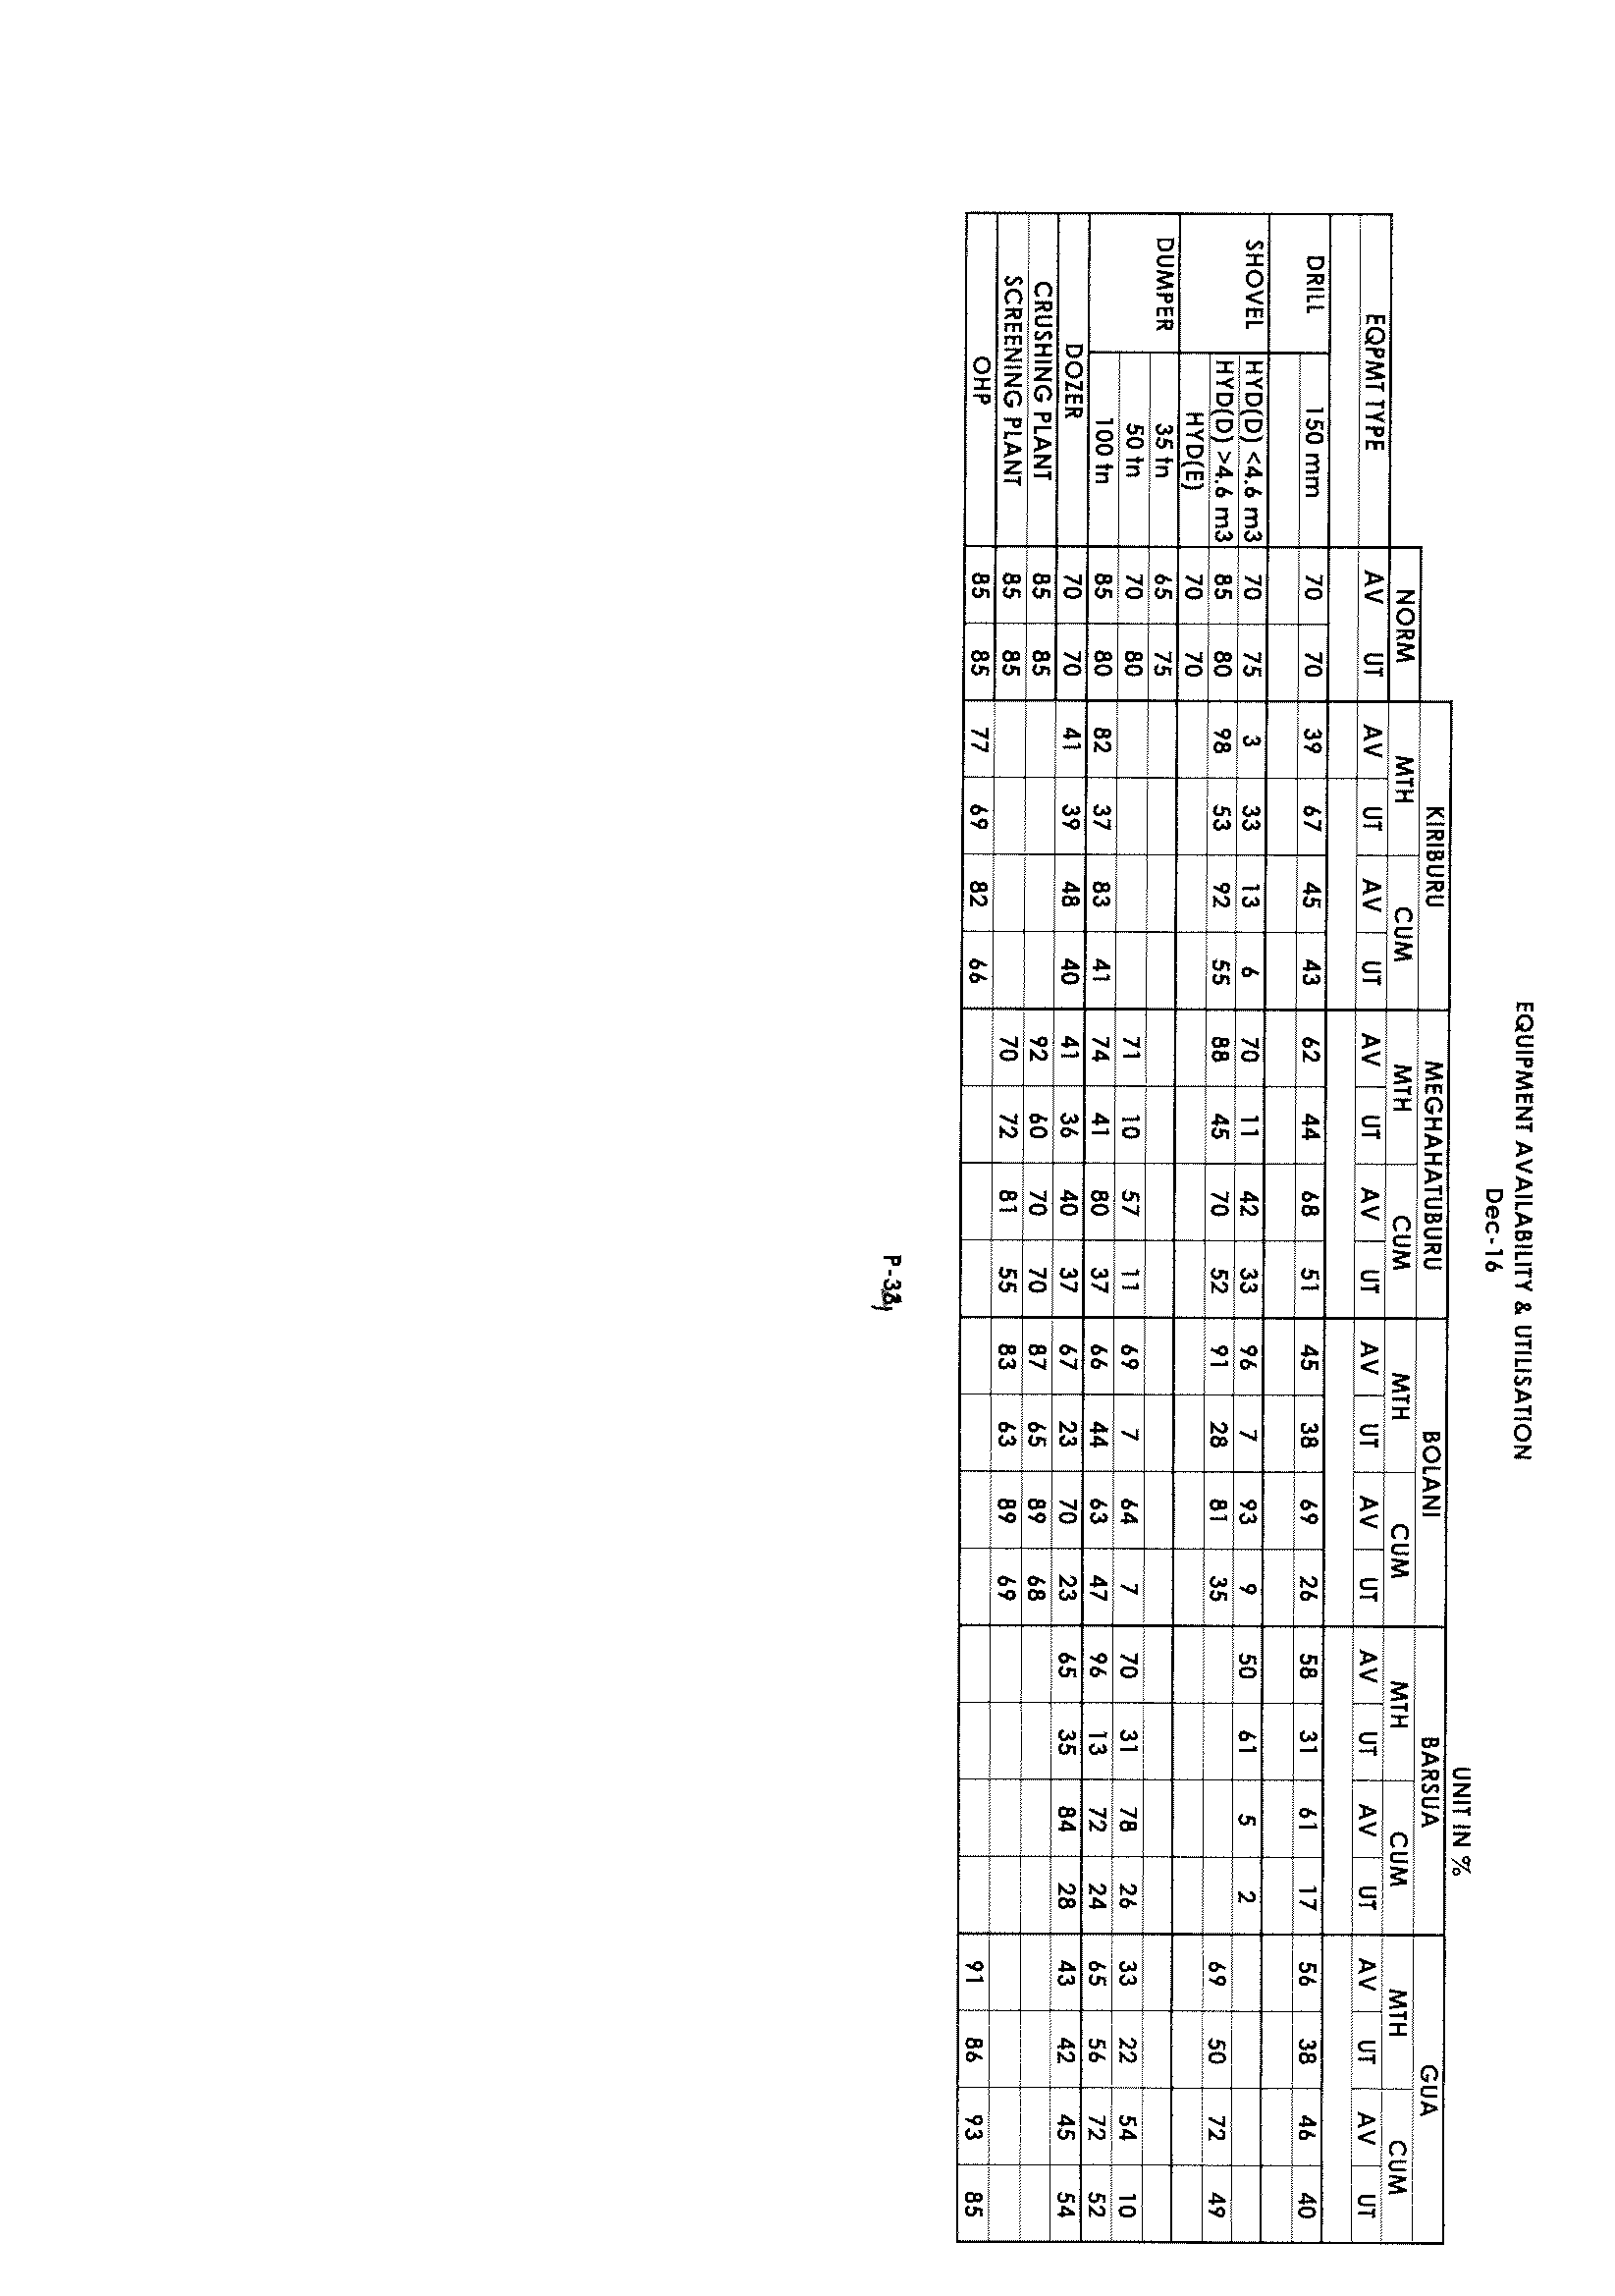 EQUIPMENT AVAILABILITY & UTILISATION
Dec-16
UNIT IN %
KIRIBURU MEGHAHATUBURU BOLANI BARSUA GUA
NORM MTH CUM MTH CUM MTH CUM MTH CUM MTH CUM
EQPMT TYPE AV UT AV UT AV UT AV UT AV UT AV UT AV UT AV UT AV UT AV UT AV UT
DRILL 150 mm 70 70 39 67 45 43 62 44 68 51 45 38 69 26 58 31 61 17 56 38 46 40
SHOVEL HYD(D) <4.6 m3 70 75 3 33 13 6 70 11 42 33 96 7 93 9 50 61 5 2
HYD(D) >4.6 m3 85 80 98 53 92 55 88 45 70 52 91 28 81 35 69 50 72 49
HYD(E) 70 70
DUMPER 35 tn 65 75
50 tn 70 80 71 10 57 11 69 7 64 7 70 31 78 26 33 22 54 10
100 tn 85 80 82 37 83 41 74 41 80 37 66 44 63 47 96 13 72 24 65 56 72 52
DOZER 70 70 41 39 48 40 41 36 40 37 67 23 70 23 65 35 84 28 43 42 45 54
CRUSHING PLANT 85 85 92 60 70 70 87 65 89 68
SCREENING PLANT 85 85 70 72 81 55 83 63 89 69
OHP 85 85 77 69 82 66 91 86 93 85